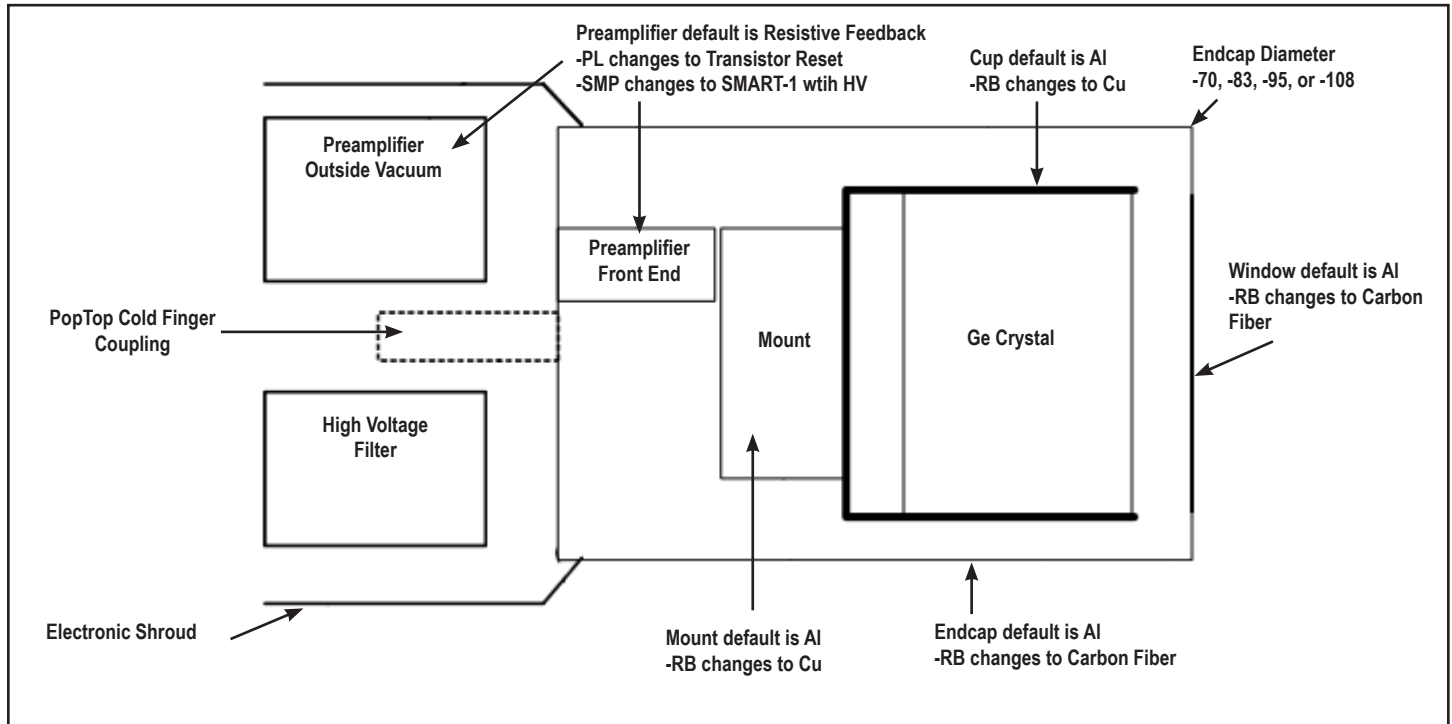 Preamplifier default is Resistive Feedback
-PL changes to Transistor Reset
-SMP changes to SMART-1 wtih HV
Cup default is Al
-RB changes to Cu
Endcap Diameter
-70, -83, -95, or -108
Preamplifier
Outside Vacuum
Preamplifier
Front End
Window default is Al
-RB changes to Carbon
Fiber
PopTop Cold Finger
Coupling
Mount
Ge Crystal
High Voltage
Filter
Electronic Shroud
Mount default is Al
-RB changes to Cu
Endcap default is Al
-RB changes to Carbon Fiber